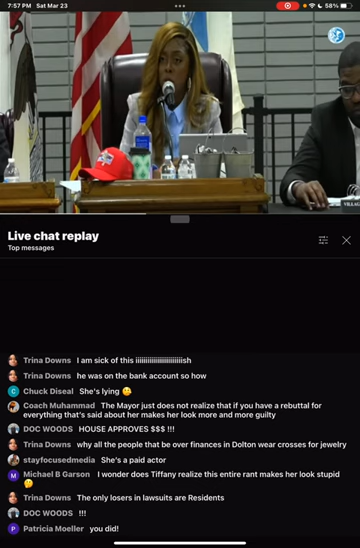 7:57 PM Sat Mar 23
58%
VILLAG
Live chat replay
Top messages
Trina Downs I am sick of this iiiiiiiiiiiiiiiiiiiiiiiish
Trina Downs he was on the bank account so how
C Chuck Diseal She's lying 🤥
Coach Muhammad The Mayor just does not realize that if you have a rebuttal for
everything that's said about her makes her look more and more guilty
DOC WOODS HOUSE APPROVES $$$ !!!
Trina Downs why all the people that be over finances in Dolton wear crosses for jewelry
stayfocusedmedia She's a paid actor
M Michael B Garson I wonder does Tiffany realize this entire rant makes her look stupid
🤔
Trina Downs The only losers in lawsuits are Residents
DOC WOODS !!!
P Patricia Moeller you did!